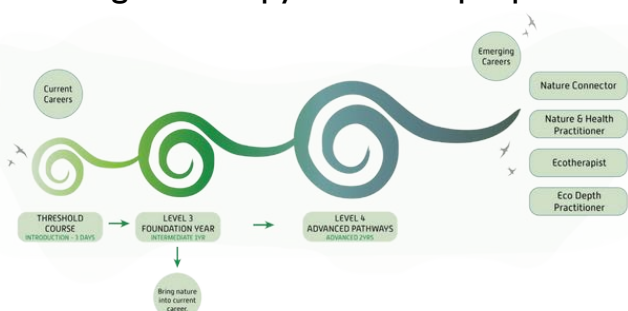 Current
Careers
Emerging
Careers
Nature Connector
Nature & Health
Practitioner
Ecotherapist
Eco Depth
Practitioner
THRESHOLD
COURSE
INTRODUCTION - 3 DAYS
LEVEL 3
FOUNDATION YEAR
INTERMEDIATE 1YR
LEVEL 4
ADVANCED PATHWAYS
ADVANCED 2YRS
Bring nature
into current
career